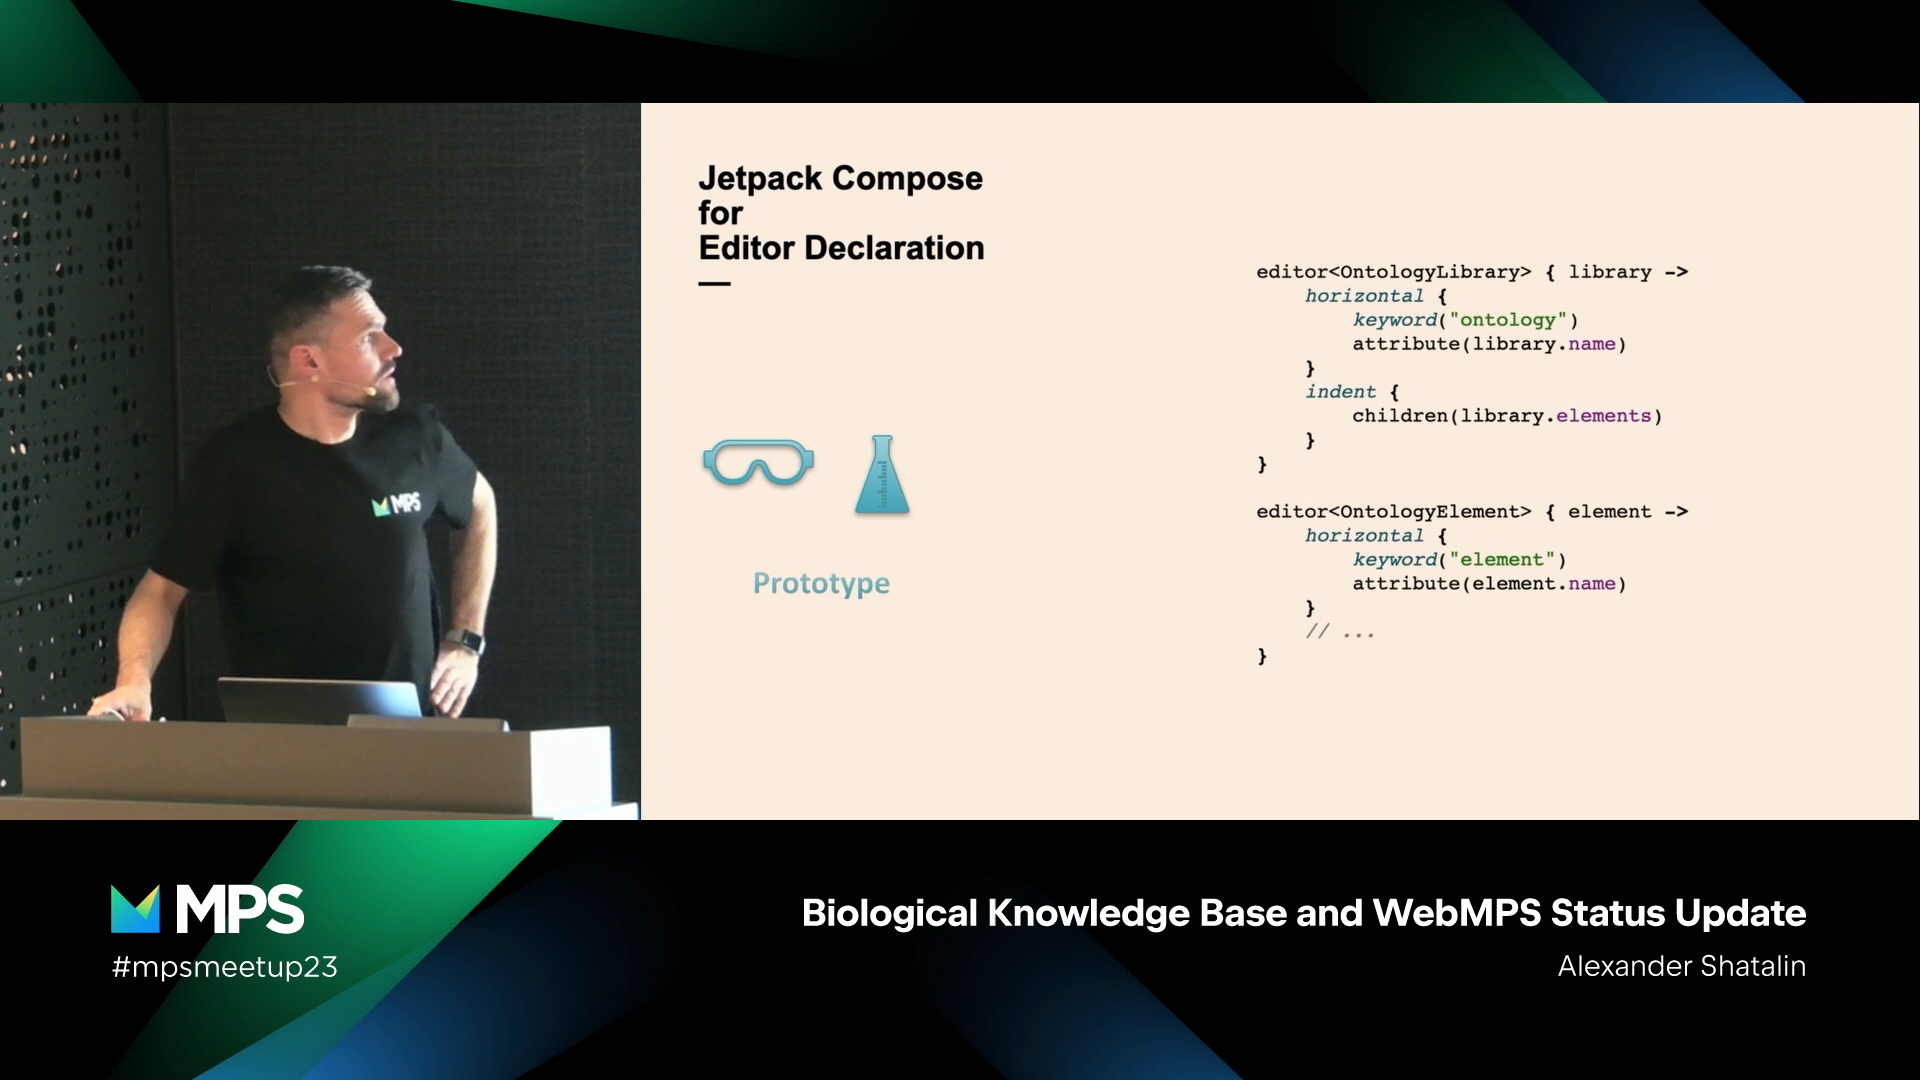 Jetpack Compose
for
Editor Declaration
Prototype
editor<OntologyLibrary> { library ->
    horizontal {
        keyword("ontology")
        attribute(library.name)
    }
    indent {
        children(library.elements)
    }
}
editor<OntologyElement> { element ->
    horizontal {
        keyword("element")
        attribute(element.name)
    }
    // ...
}
MPS
MPS
#mpsmeetup23
Biological Knowledge Base and WebMPS Status Update
Alexander Shatalin